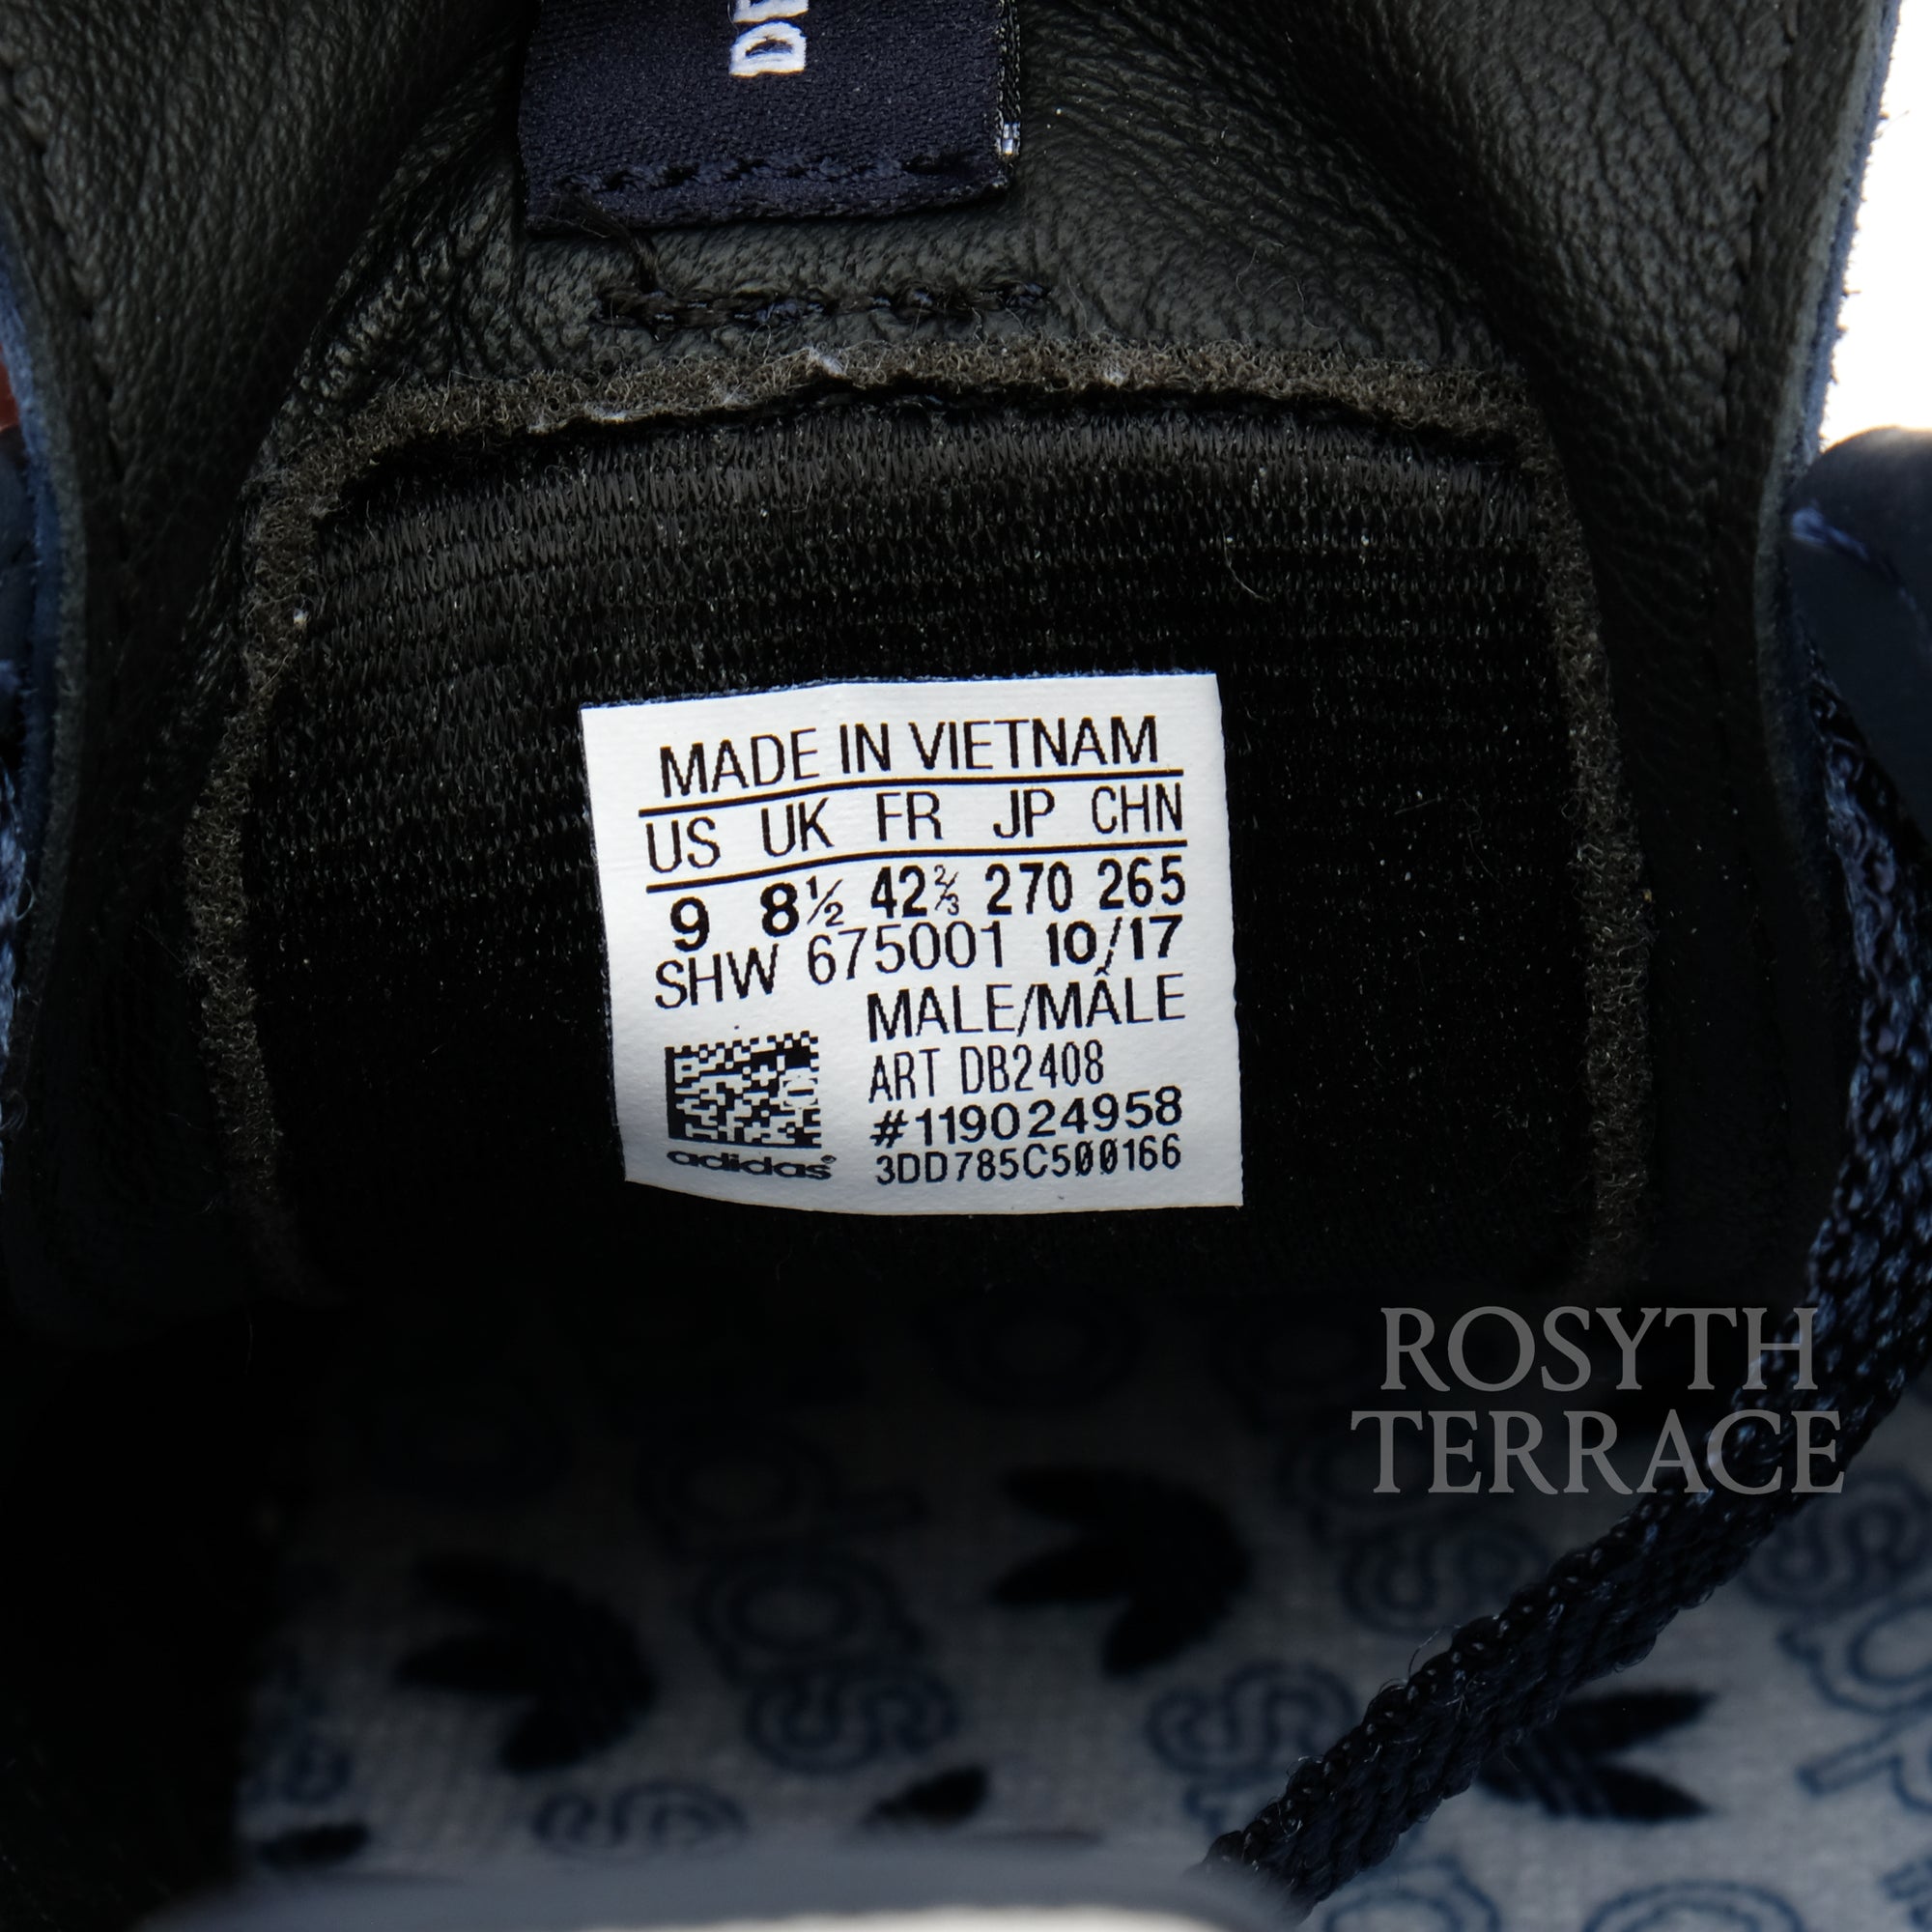 MADE IN VIETNAM
US UK FR JP CHN
9 8½ 42⅔ 270 265
SHW 675001 10/17
MALE/MÂLE
ART DB2408
#119024958
3DD785C500166
adidas®
ROSYTH
TERRACE